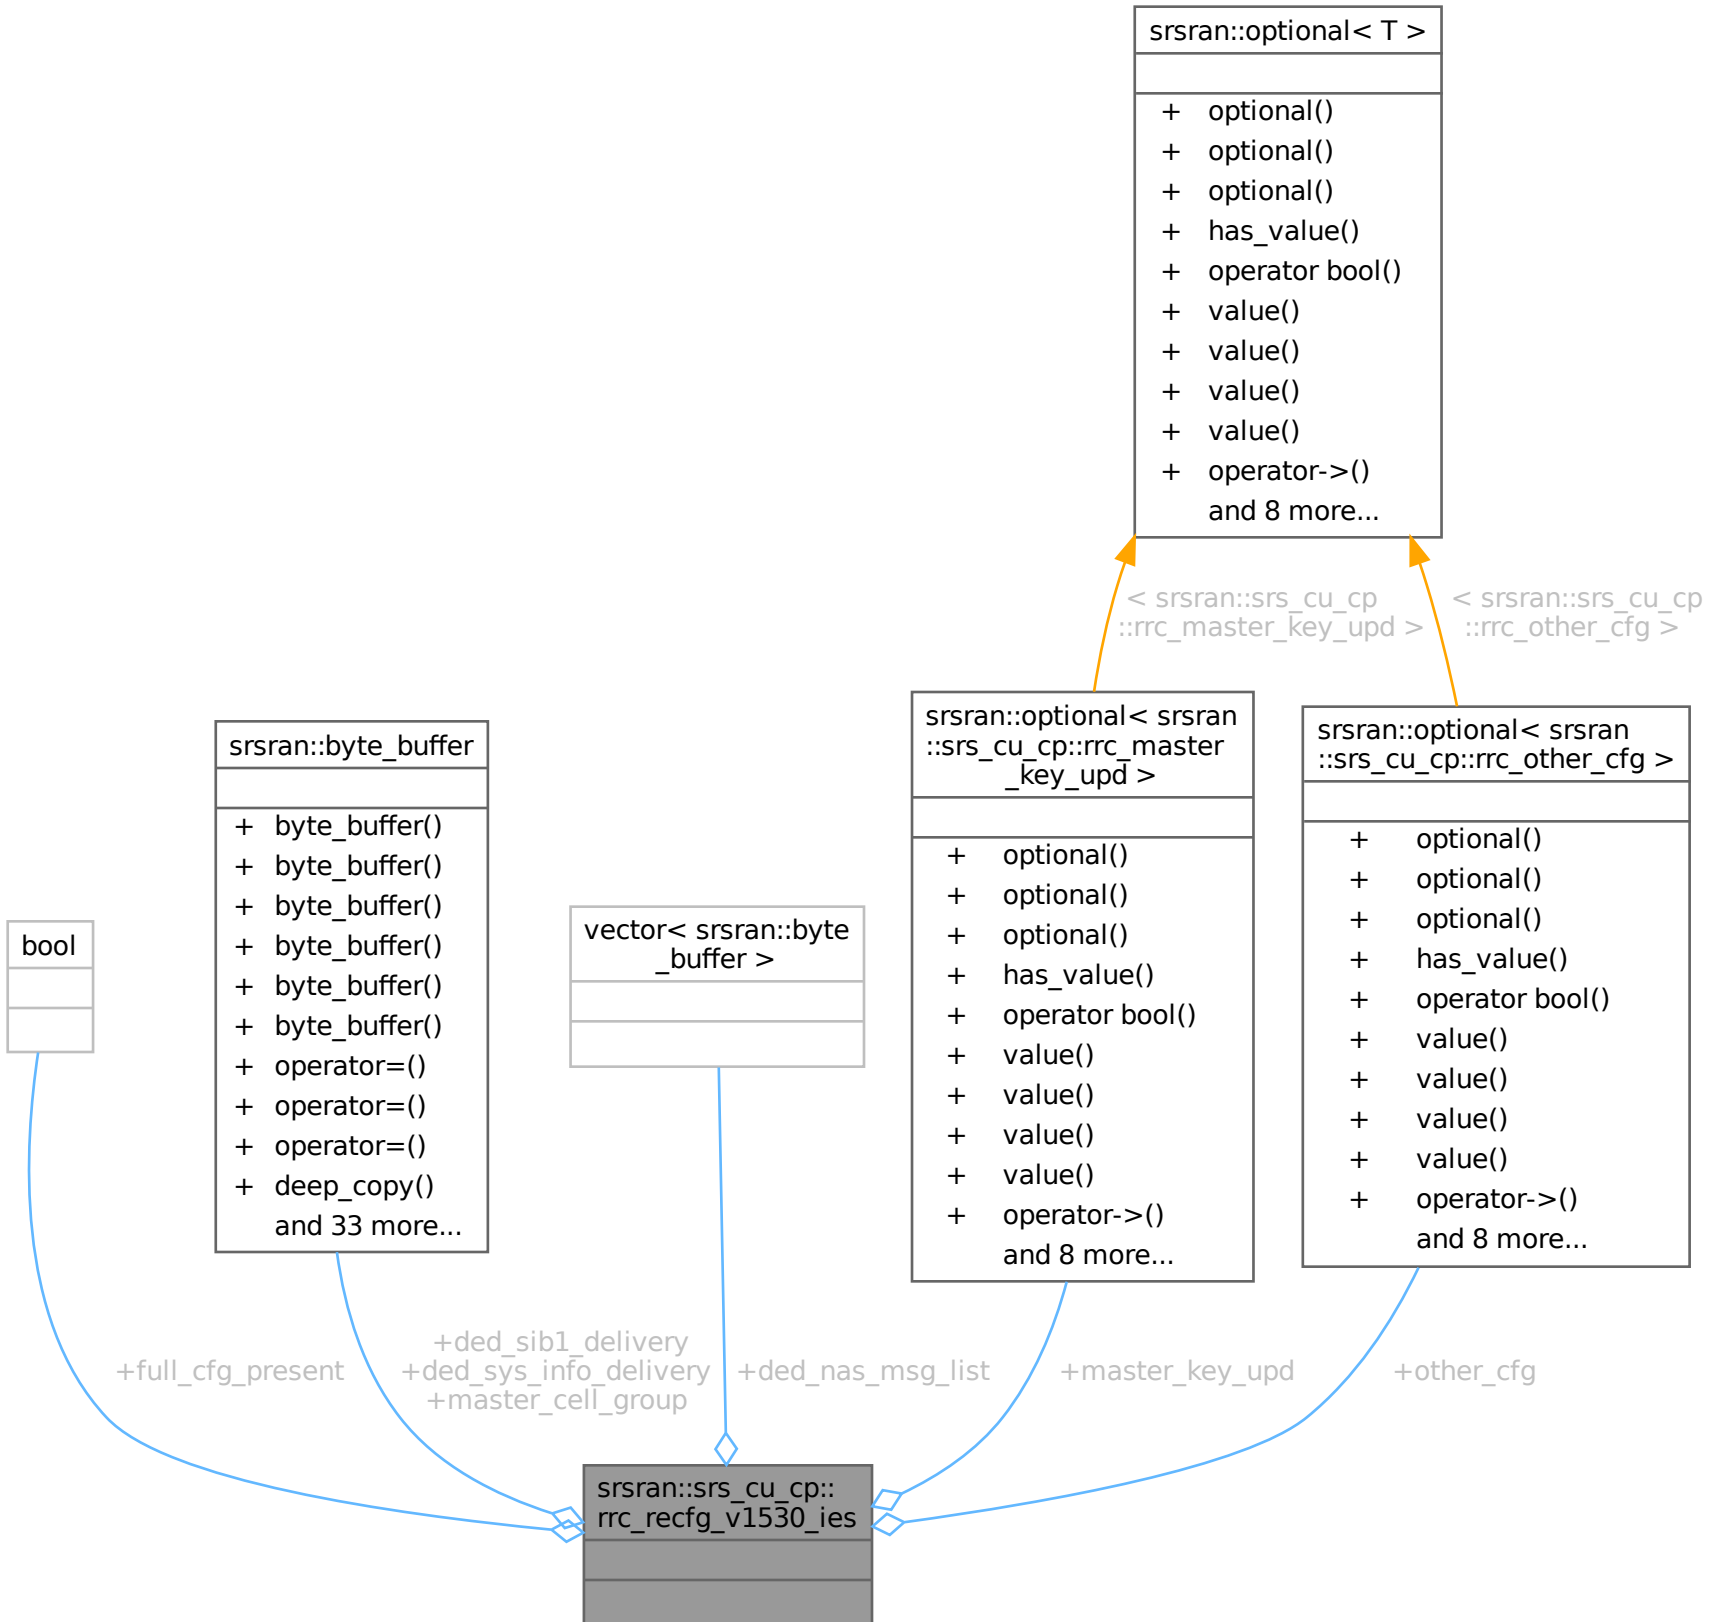 srsran::optional< T >
+ optional()
+ optional()
+ optional()
+ has_value()
+ operator bool()
+ value()
+ value()
+ value()
+ value()
+ operator->()
and 8 more...
< srsran::srs_cu_cp
::rrc_master_key_upd >
< srsran::srs_cu_cp
::rrc_other_cfg >
bool
srsran::byte_buffer
+ byte_buffer()
+ byte_buffer()
+ byte_buffer()
+ byte_buffer()
+ byte_buffer()
+ byte_buffer()
+ operator=()
+ operator=()
+ operator=()
+ deep_copy()
and 33 more...
vector< srsran::byte
_buffer >
srsran::optional< srsran
::srs_cu_cp::rrc_master
_key_upd >
+ optional()
+ optional()
+ optional()
+ has_value()
+ operator bool()
+ value()
+ value()
+ value()
+ value()
+ operator->()
and 8 more...
srsran::optional< srsran
::srs_cu_cp::rrc_other_cfg >
+ optional()
+ optional()
+ optional()
+ has_value()
+ operator bool()
+ value()
+ value()
+ value()
+ value()
+ operator->()
and 8 more...
+full_cfg_present
+ded_sib1_delivery
+ded_sys_info_delivery
+master_cell_group
+ded_nas_msg_list
+master_key_upd
+other_cfg
srsran::srs_cu_cp::
rrc_recfg_v1530_ies